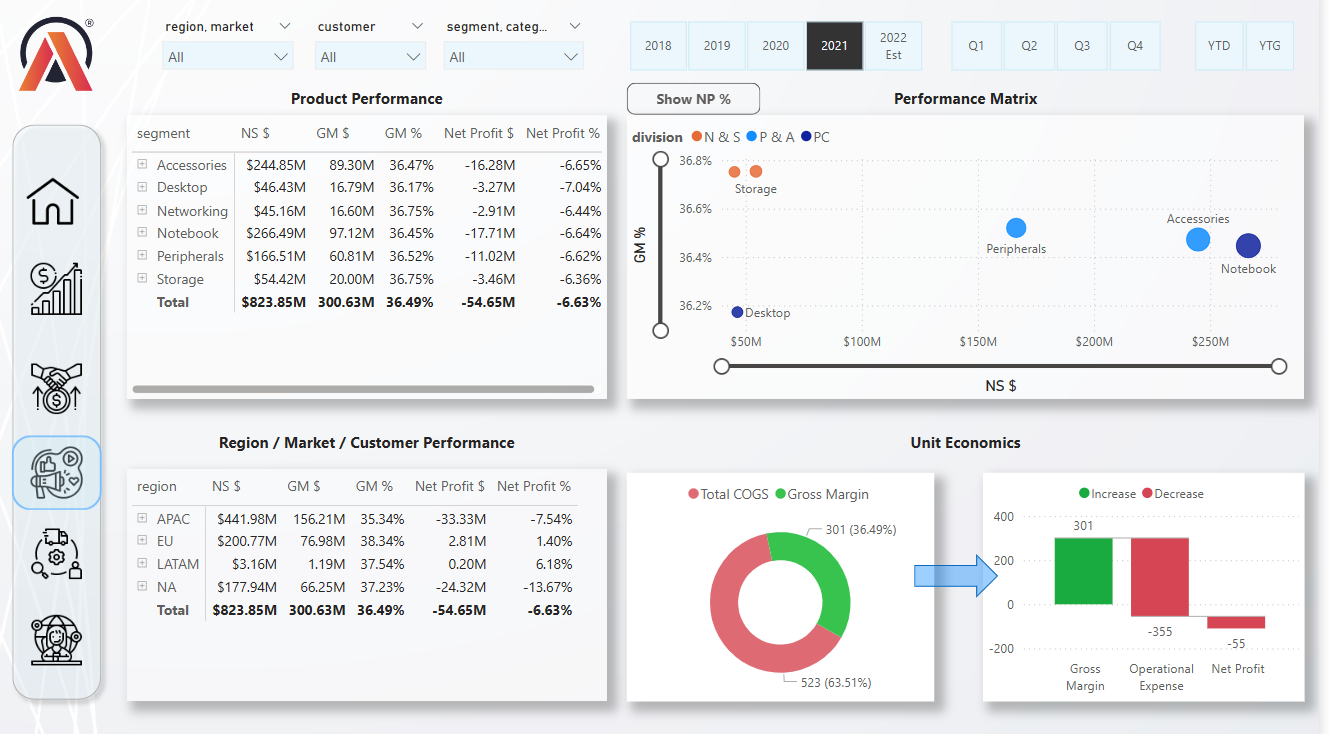 ®
region, market
customer
segment, categ...
All
All
All
2018
2019
2020
2021
2022
Est
Q1
Q2
Q3
Q4
YTD
YTG
Product Performance
segment NS $ GM $ GM % Net Profit $ Net Profit %
Accessories $244.85M 89.30M 36.47% -16.28M -6.65%
Desktop $46.43M 16.79M 36.17% -3.27M -7.04%
Networking $45.16M 16.60M 36.75% -2.91M -6.44%
Notebook $266.49M 97.12M 36.45% -17.71M -6.64%
Peripherals $166.51M 60.81M 36.52% -11.02M -6.62%
Storage $54.42M 20.00M 36.75% -3.46M -6.36%
Total $823.85M 300.63M 36.49% -54.65M -6.63%
Show NP %
Performance Matrix
division N & S P & A PC
GM %
36.8%
36.6%
36.4%
36.2%
Storage
Peripherals
Accessories
Notebook
Desktop
$50M $100M $150M $200M $250M
NS $
Region / Market / Customer Performance
region NS $ GM $ GM % Net Profit $ Net Profit %
APAC $441.98M 156.21M 35.34% -33.33M -7.54%
EU $200.77M 76.98M 38.34% 2.81M 1.40%
LATAM $3.16M 1.19M 37.54% 0.20M 6.18%
NA $177.94M 66.25M 37.23% -24.32M -13.67%
Total $823.85M 300.63M 36.49% -54.65M -6.63%
Unit Economics
Total COGS Gross Margin
301 (36.49%)
523 (63.51%)
Increase Decrease
400
200
0
-200
301
-355
-55
Gross
Margin
Operational
Expense
Net Profit